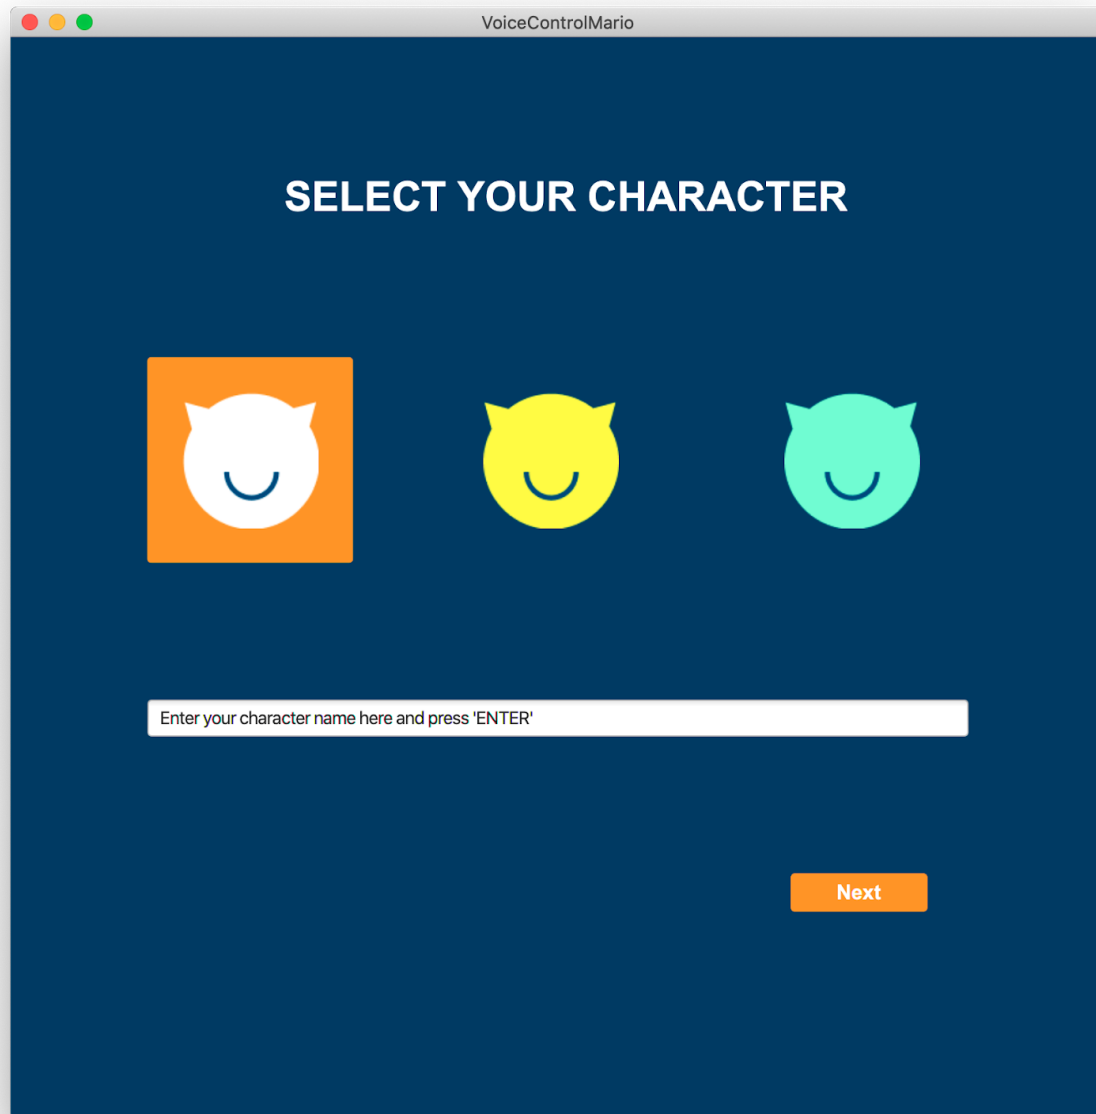 VoiceControlMario
SELECT YOUR CHARACTER
Enter your character name here and press 'ENTER'
Next